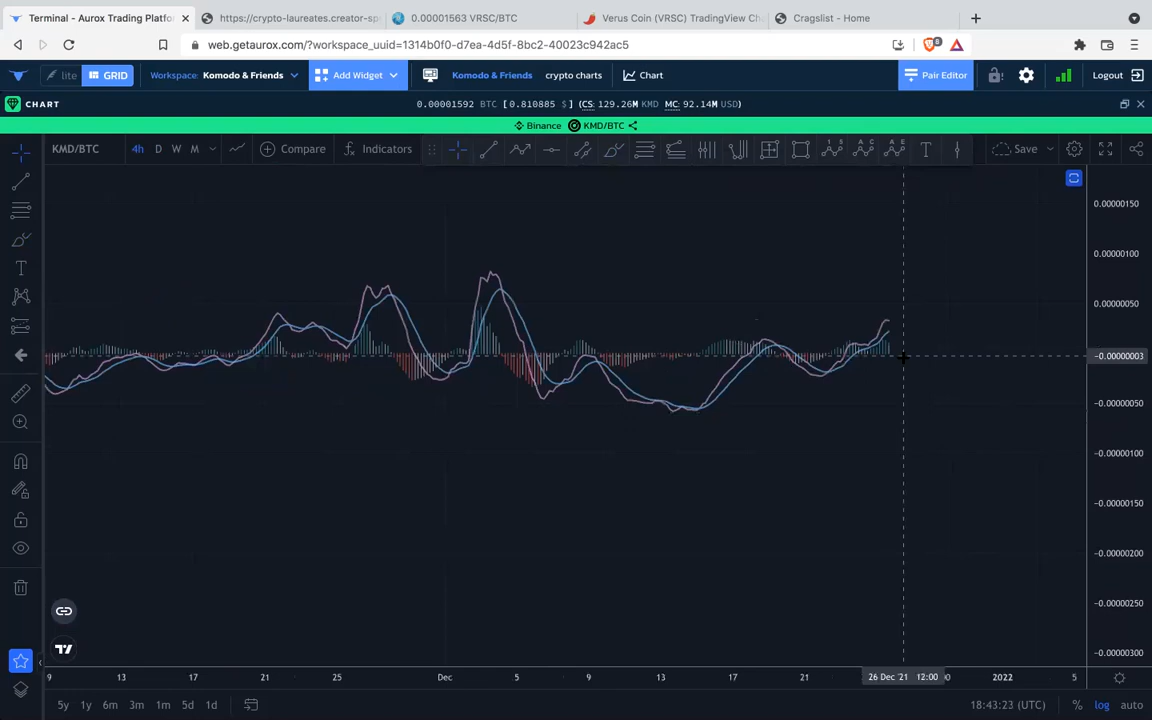 Terminal - Aurox Trading Platfo
https://crypto-laureates.creator-sp
0.00001563 VRSC/BTC
Verus Coin (VRSC) TradingView Cha
Cragslist - Home
web.getaurox.com/?workspace_uuid=1314b0f0-d7ea-4d5f-8bc2-40023c942ac5
8
lite
GRID
Workspace: Komodo & Friends
Add Widget
Komodo & Friends
crypto charts
Chart
Pair Editor
Logout
CHART
0.00001592 BTC [0.810885 $] (CS: 129.26M KMD MC: 92.14M USD)
Binance KMD/BTC
KMD/BTC
4h D W M
Compare
Indicators
Save
0.00000150
0.00000100
0.00000050
−0.00000003
−0.00000050
−0.00000100
−0.00000150
−0.00000200
−0.00000250
−0.00000300
9 13 17 21 25 Dec 5 9 13 17 21 26 Dec '21 12:00 2022 5
5y 1y 6m 3m 1m 5d 1d
18:43:23 (UTC) % log auto